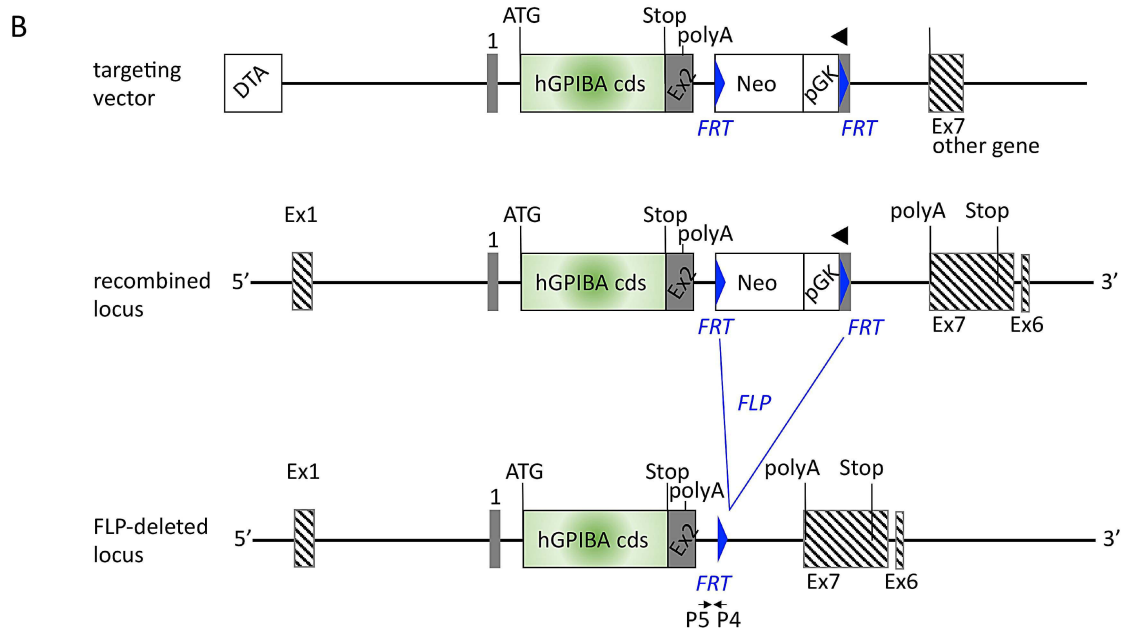 B
ATG
Stop
polyA
1
targeting
vector
DTA
hGPIBA cds
Ex2
Neo
pGK
FRT
FRT
Ex7
other gene
Ex1
ATG
Stop
polyA
1
polyA
Stop
recombined
locus
5’
hGPIBA cds
Ex2
Neo
pGK
3’
FRT
FRT
Ex7
Ex6
FLP
Ex1
ATG
Stop
polyA
1
polyA
Stop
FLP-deleted
locus
5’
hGPIBA cds
Ex2
3’
FRT
Ex7
Ex6
P5
P4